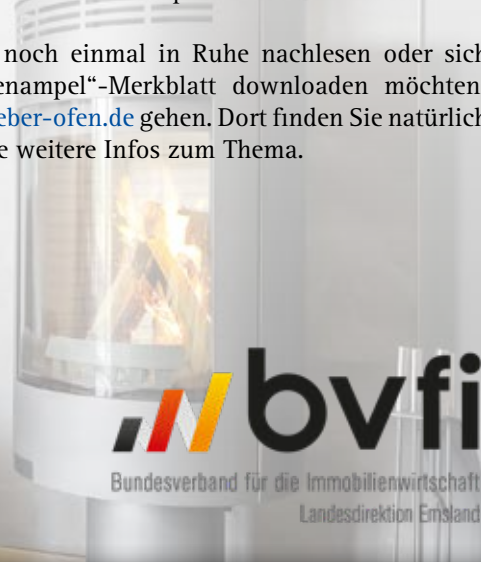 noch einmal in Ruhe nachlesen oder sich
enampel“-Merkblatt downloaden möchten
eber-ofen.de gehen. Dort finden Sie natürlich
e weitere Infos zum Thema.
bvfi
Bundesverband für die Immobilienwirtschaft
Landesdirektion Emsland